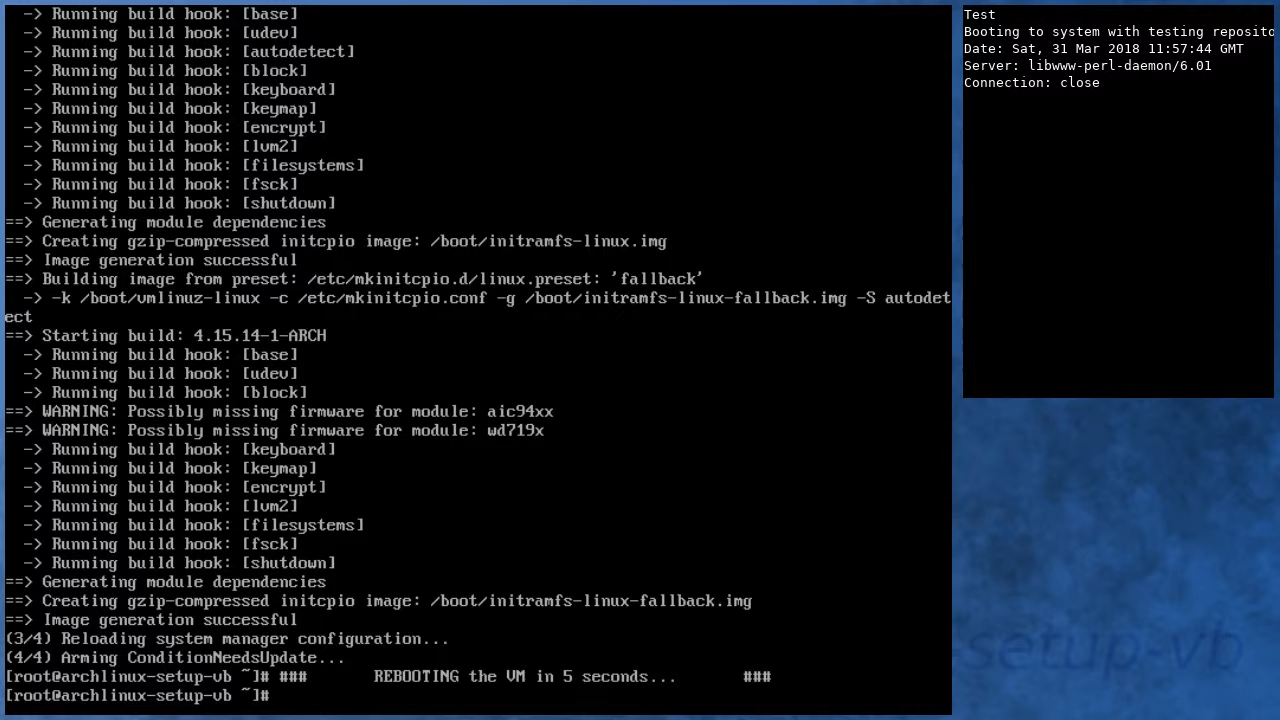 -> Running build hook: [base]
-> Running build hook: [udev]
-> Running build hook: [autodetect]
-> Running build hook: [block]
-> Running build hook: [keyboard]
-> Running build hook: [keymap]
-> Running build hook: [encrypt]
-> Running build hook: [lvm2]
-> Running build hook: [filesystems]
-> Running build hook: [fsck]
-> Running build hook: [shutdown]
==> Generating module dependencies
==> Creating gzip-compressed initcpio image: /boot/initramfs-linux.img
==> Image generation successful
==> Building image from preset: /etc/mkinitcpio.d/linux.preset: 'fallback'
-> -k /boot/vmlinuz-linux -c /etc/mkinitcpio.conf -g /boot/initramfs-linux-fallback.img -S autodet
ect
==> Starting build: 4.15.14-1-ARCH
-> Running build hook: [base]
-> Running build hook: [udev]
-> Running build hook: [block]
==> WARNING: Possibly missing firmware for module: aic94xx
==> WARNING: Possibly missing firmware for module: wd719x
-> Running build hook: [keyboard]
-> Running build hook: [keymap]
-> Running build hook: [encrypt]
-> Running build hook: [lvm2]
-> Running build hook: [filesystems]
-> Running build hook: [fsck]
-> Running build hook: [shutdown]
==> Generating module dependencies
==> Creating gzip-compressed initcpio image: /boot/initramfs-linux-fallback.img
==> Image generation successful
(3/4) Reloading system manager configuration...
(4/4) Arming ConditionNeedsUpdate...
[root@archlinux-setup-vb ~]# ### REBOOTING the VM in 5 seconds... ###
[root@archlinux-setup-vb ~]#
Test
Booting to system with testing reposito
Date: Sat, 31 Mar 2018 11:57:44 GMT
Server: libwww-perl-daemon/6.01
Connection: close
-setup-vb